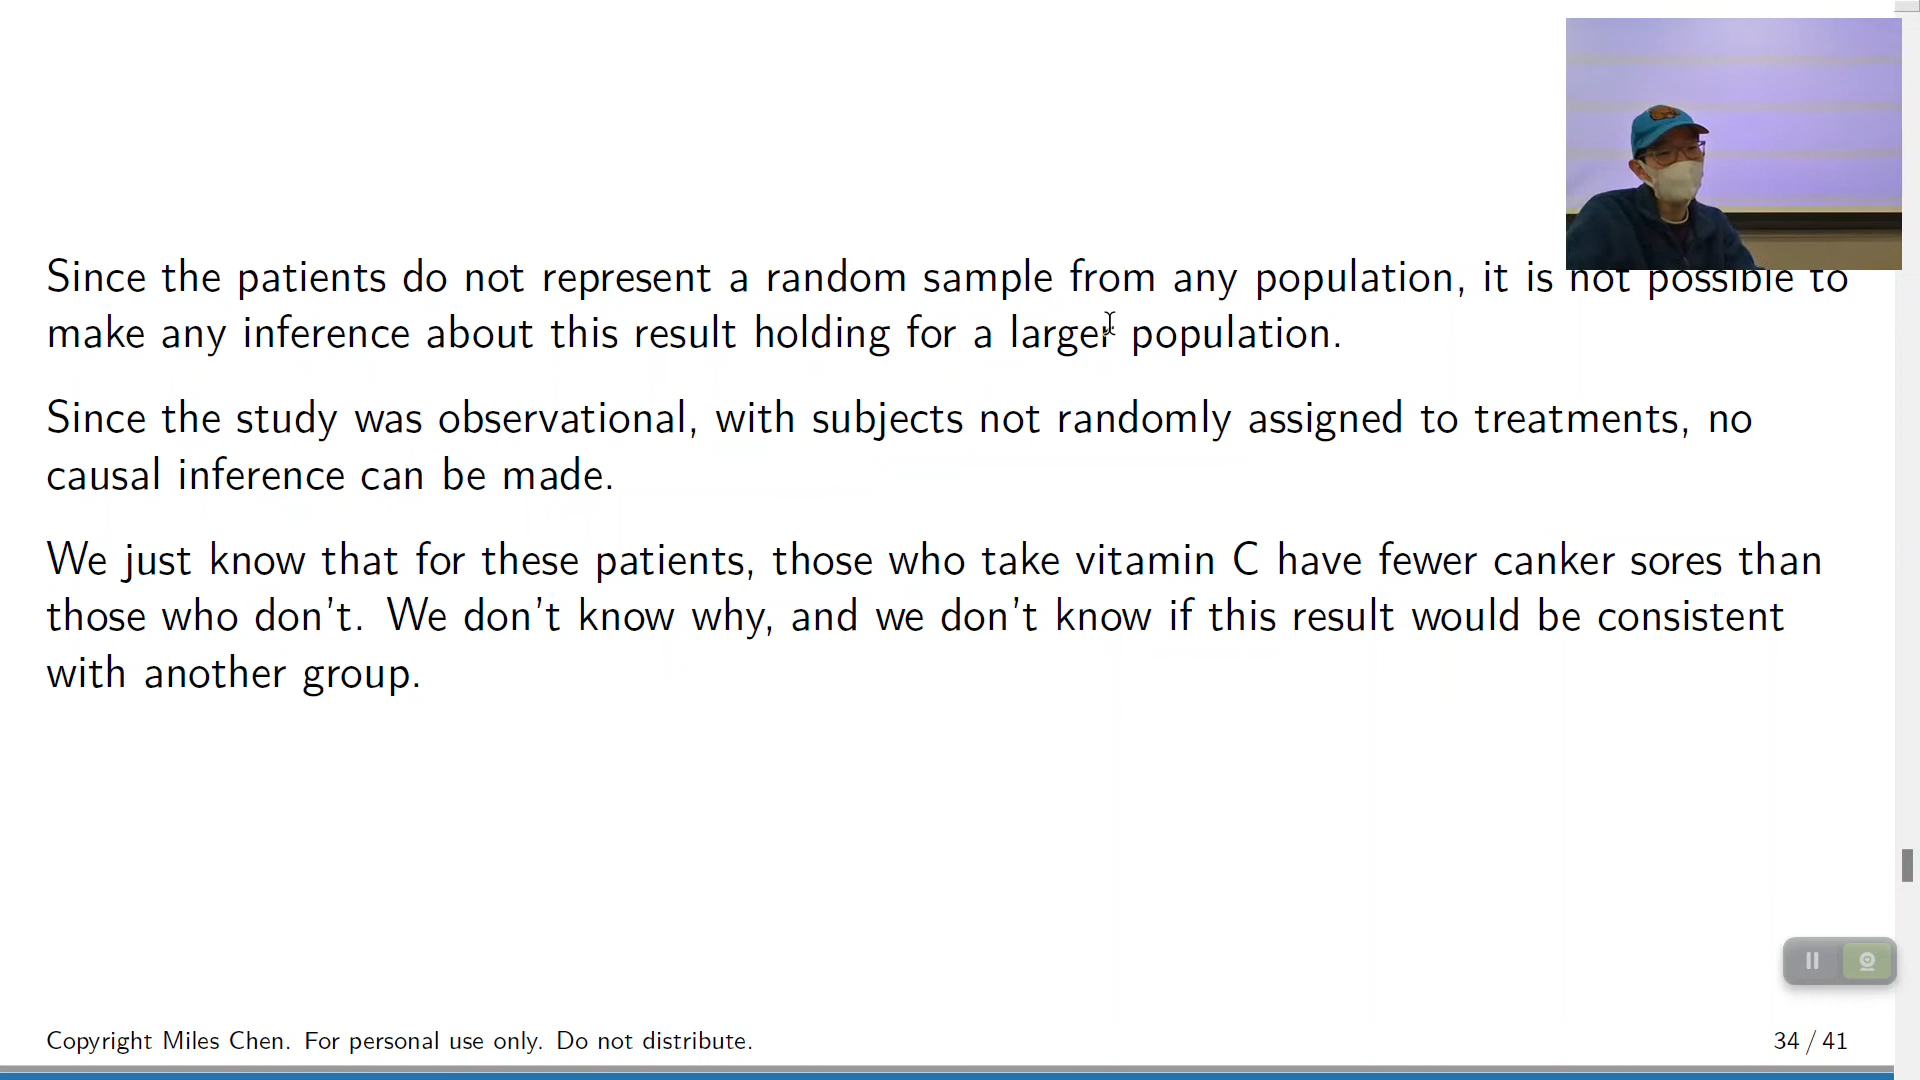 Since the patients do not represent a random sample from any population, it is not possible to
make any inference about this result holding for a larger population.
Since the study was observational, with subjects not randomly assigned to treatments, no
causal inference can be made.
We just know that for these patients, those who take vitamin C have fewer canker sores than
those who don't. We don't know why, and we don't know if this result would be consistent
with another group.
Copyright Miles Chen. For personal use only. Do not distribute.
34 / 41